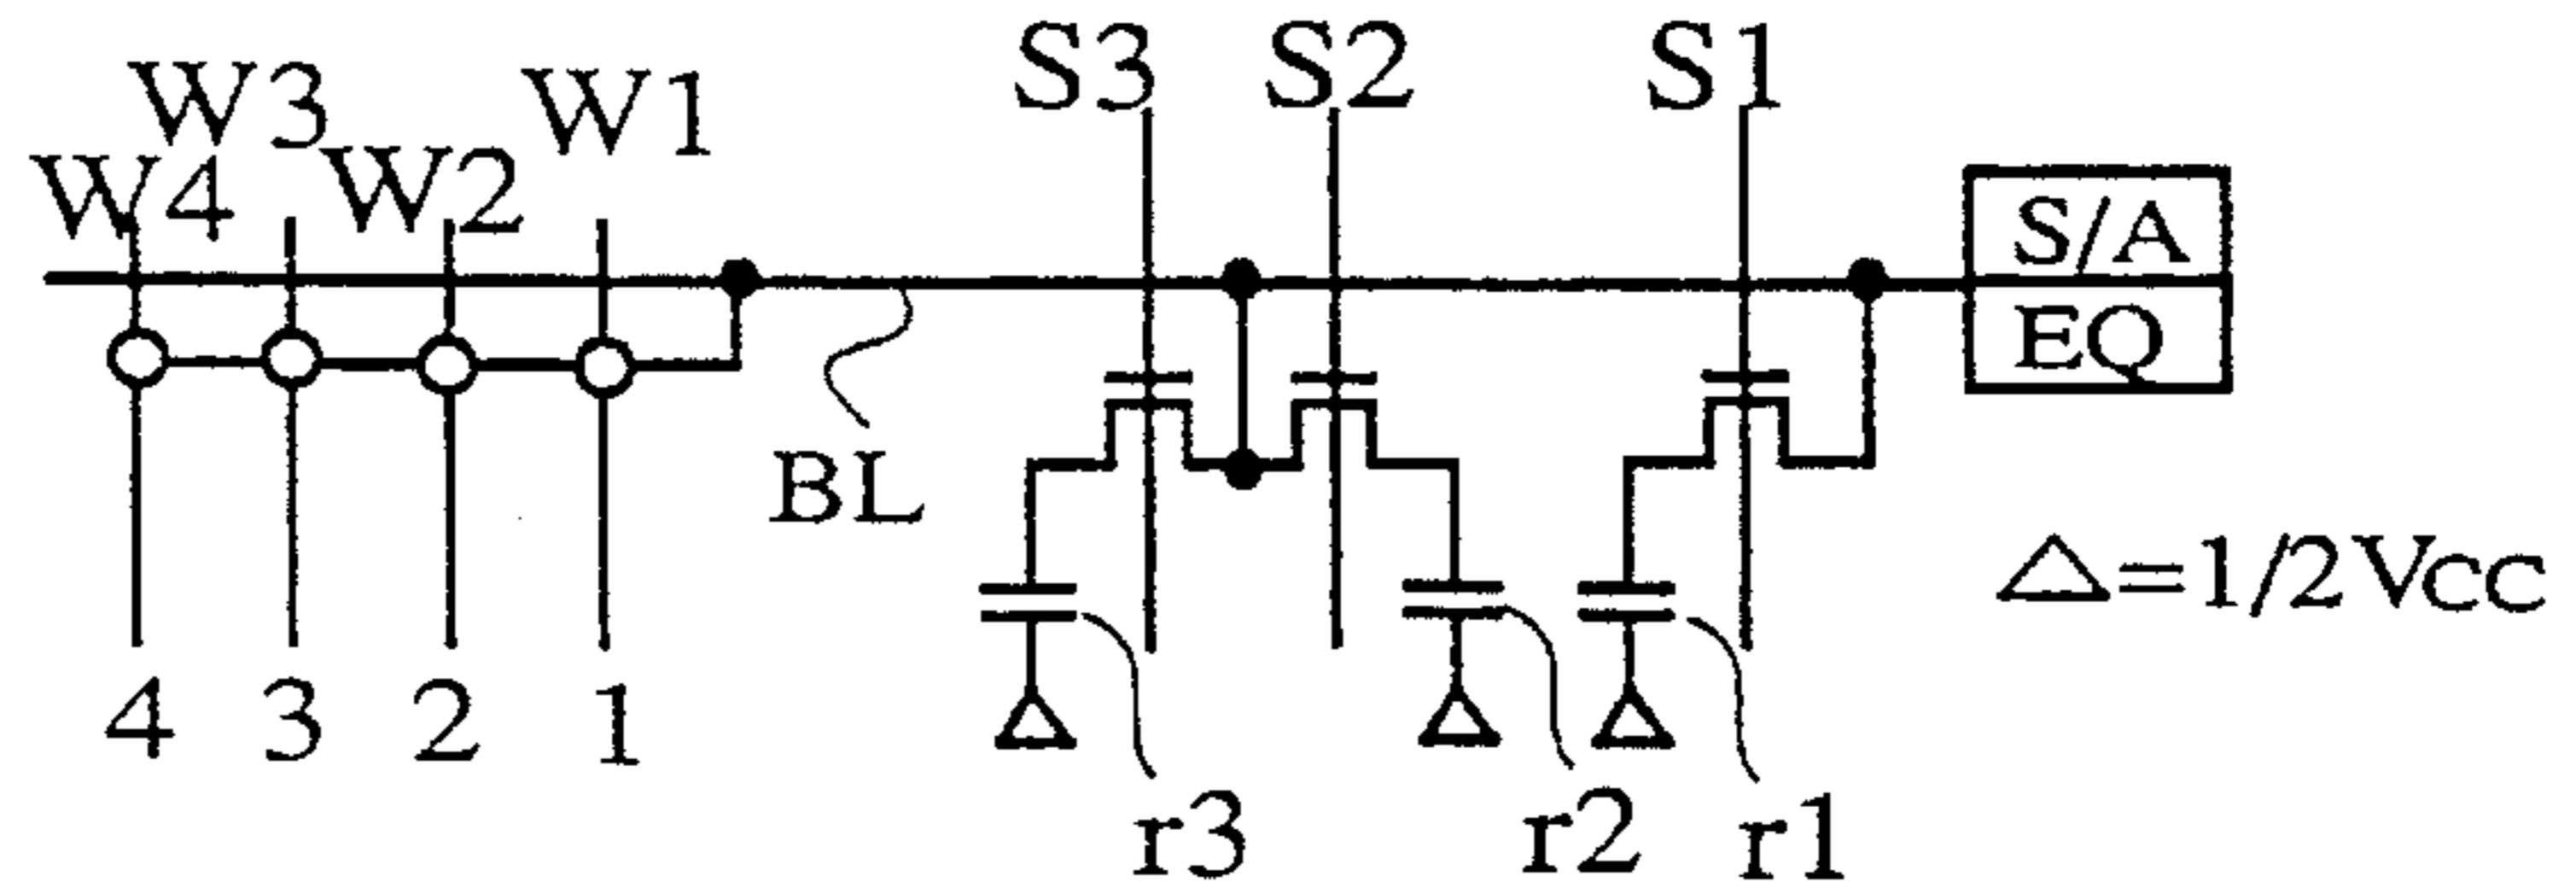 S3 S2 S1
W3 W1
W4 W2
S/A
EQ
BL
△=1/2VCC
4 3 2 1
r3 r2 r1